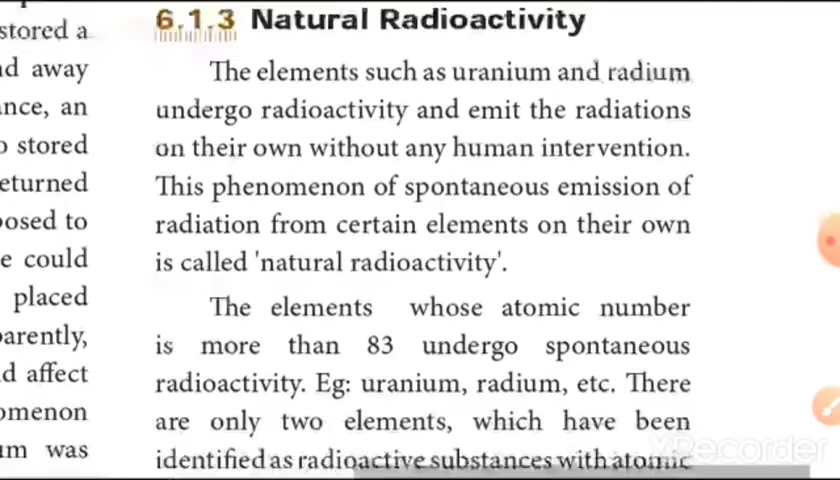 stored a
nd away
ance, an
o stored
eturned
posed to
e could
placed
parently,
d affect
omenon
um was
6.1.3 Natural Radioactivity
The elements such as uranium and radium
undergo radioactivity and emit the radiations
on their own without any human intervention.
This phenomenon of spontaneous emission of
radiation from certain elements on their own
is called 'natural radioactivity'.
The elements whose atomic number
is more than 83 undergo spontaneous
radioactivity. Eg: uranium, radium, etc. There
are only two elements, which have been
identified as radioactive substances with atomic
XRecorder